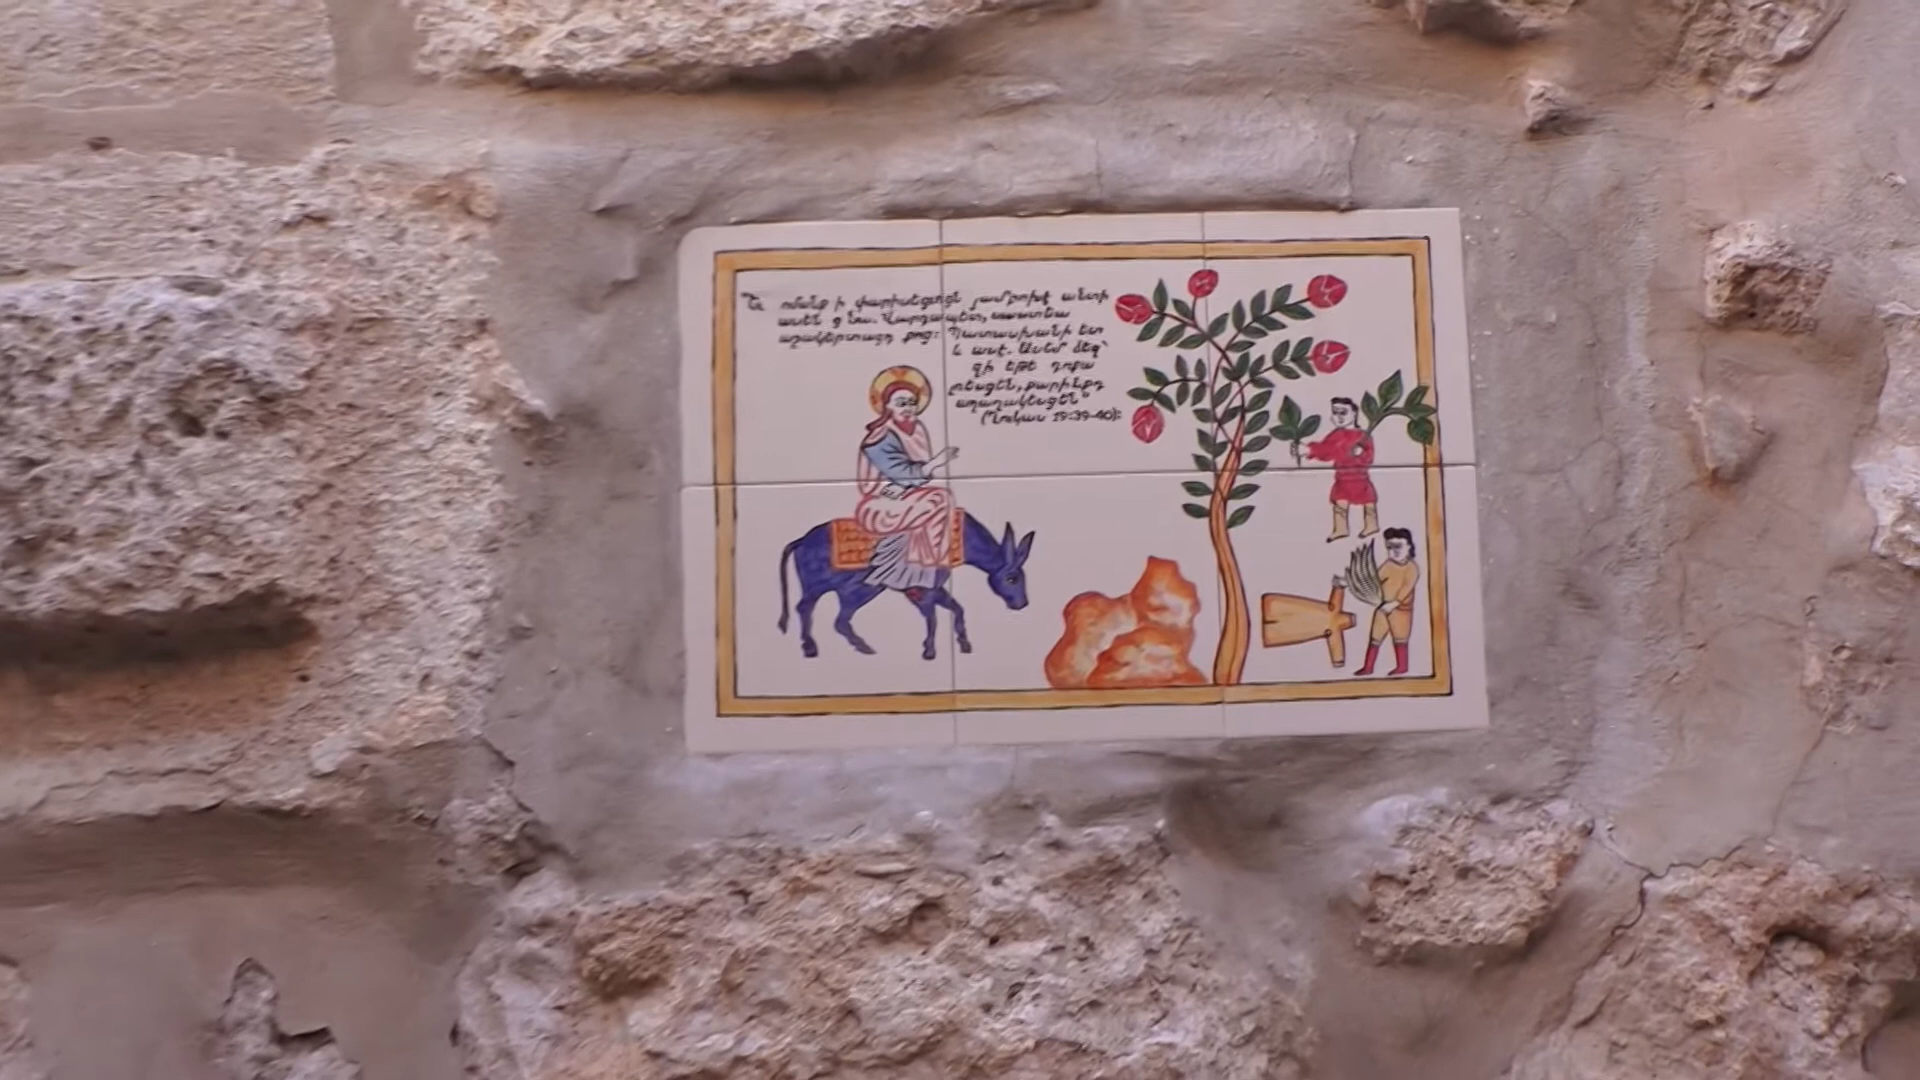 "Եւ ոմանք ի փարիսեցւոցն յամբոխէ անտի
ասեն ց նա. Վարդապետ, սաստեա
աշակերտացդ քոց: Պատասխանի ետ
և ասէ. Ասեմ ձեզ՝
զի եթէ դոքա
լռեսցեն, քարինքդ
աղաղակեսցեն"
(Ղուկաս 19:39-40):